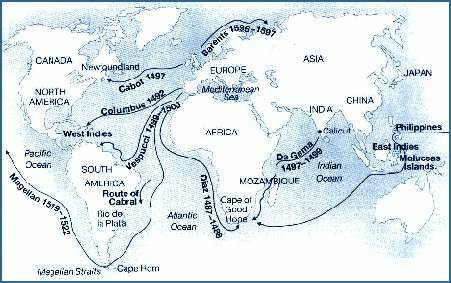 Barents 1596–1597
CANADA
Newfoundland
Cabot 1497
EUROPE
ASIA
JAPAN
NORTH
AMERICA
Mediterranean
Sea
Columbus 1492
CHINA
INDIA
West Indies
Vespucci 1499–1500
AFRICA
Calicut
Philippines
Pacific
Ocean
Da Gama
1497–
1499
East Indies
Moluccas
Islands.
Indian
Ocean
SOUTH
AMERICA
MOZAMBIQUE
Magellan 1519–1522
Route of
Cabral
Diaz 1487–1488
Cape of
Good
Hope
Rio de
la Plata
Atlantic
Ocean
Magellan Straits
Cape Horn